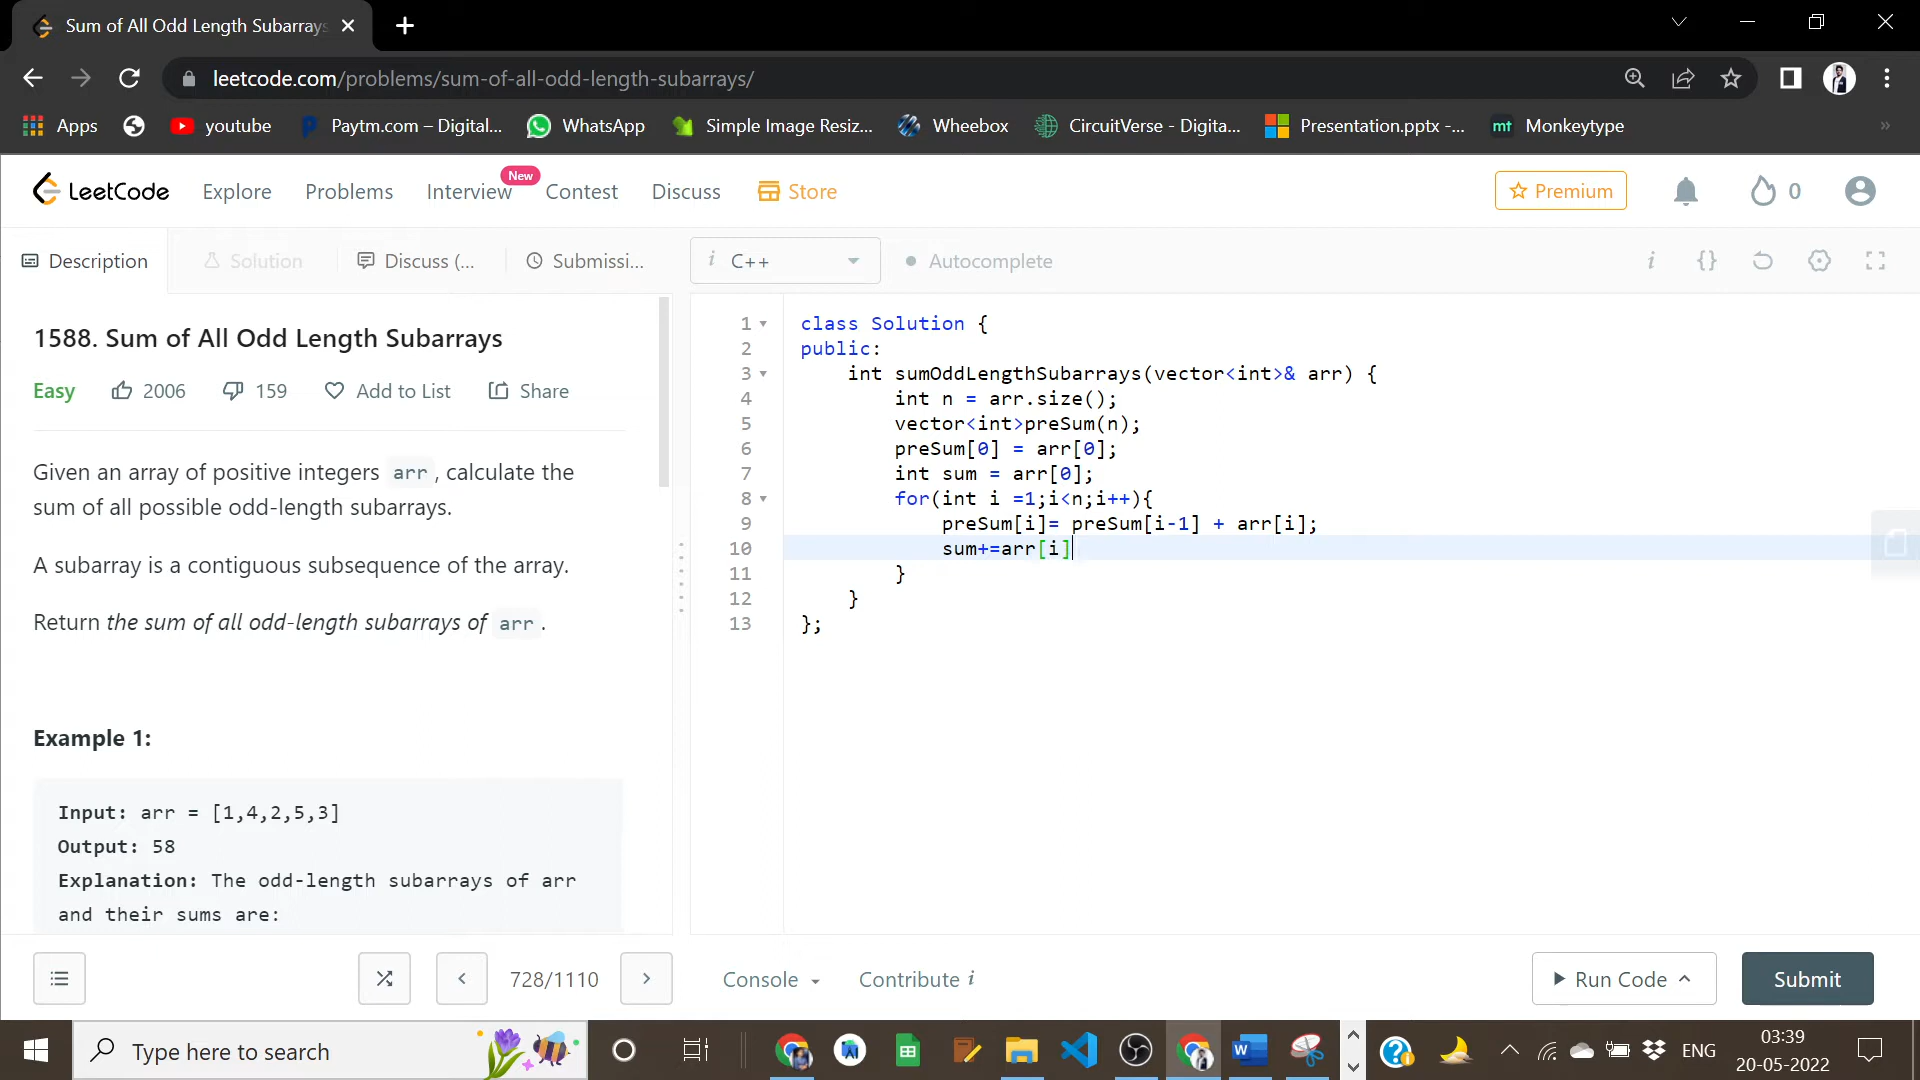 Sum of All Odd Length Subarrays
leetcode.com/problems/sum-of-all-odd-length-subarrays/
Apps youtube Paytm.com – Digital... WhatsApp Simple Image Resiz... Wheebox CircuitVerse - Digita... Presentation.pptx -... mt Monkeytype »
LeetCode Explore Problems Interview New Contest Discuss Store Premium 0
Description Solution Discuss (... Submissi... i C++ Autocomplete i {}
1588. Sum of All Odd Length Subarrays
Easy 2006 159 Add to List Share
Given an array of positive integers arr, calculate the
sum of all possible odd-length subarrays.
A subarray is a contiguous subsequence of the array.
Return the sum of all odd-length subarrays of arr.
Example 1:
Input: arr = [1,4,2,5,3]
Output: 58
Explanation: The odd-length subarrays of arr
and their sums are:
1 class Solution {
2 public:
3 int sumOddLengthSubarrays(vector<int>& arr) {
4 int n = arr.size();
5 vector<int>preSum(n);
6 preSum[0] = arr[0];
7 int sum = arr[0];
8 for(int i =1;i<n;i++){
9 preSum[i]= preSum[i-1] + arr[i];
10 sum+=arr[i]
11 }
12 }
13 };
728/1110 Console Contribute i Run Code Submit
Type here to search ENG 03:39
20-05-2022